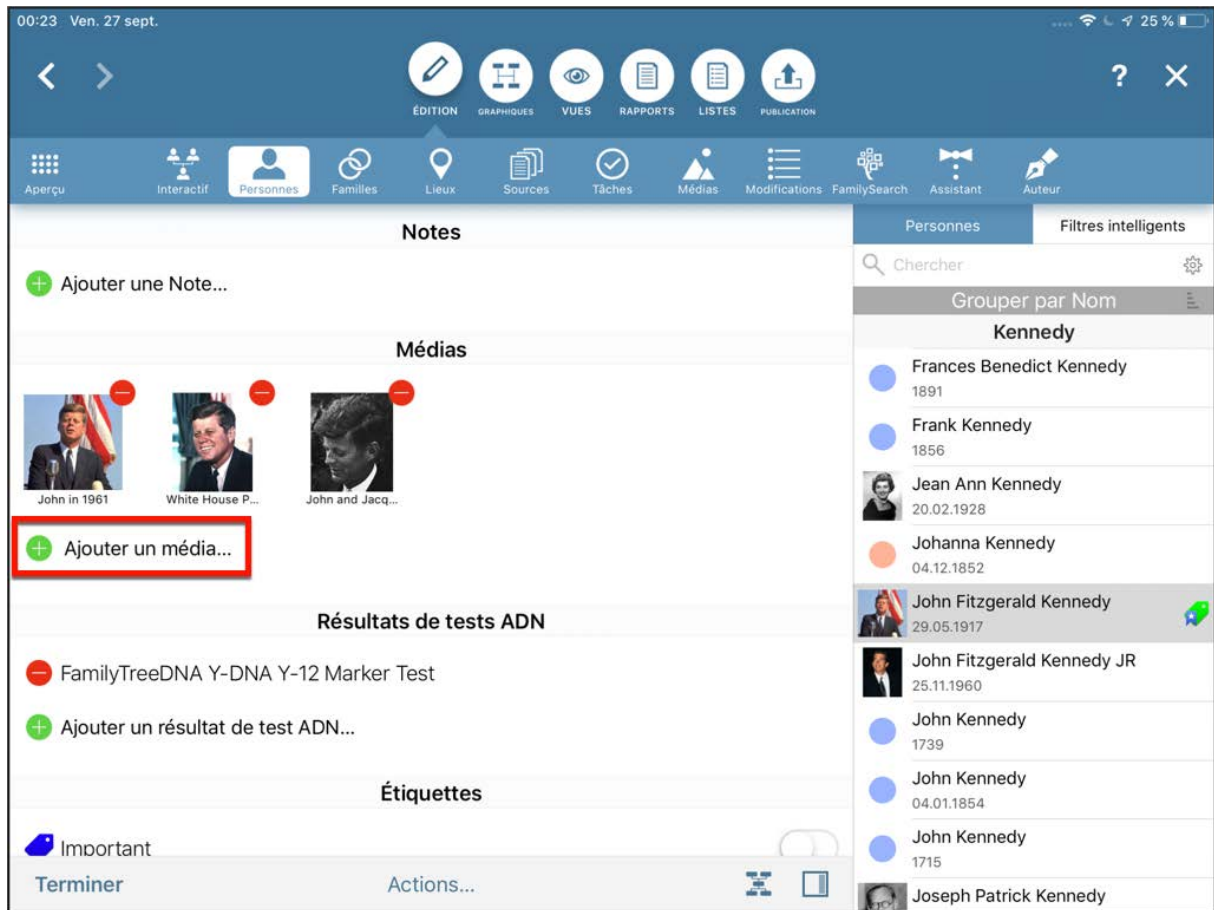 00:23 Ven. 27 sept.
25 %
?
ÉDITION
GRAPHIQUES
VUES
RAPPORTS
LISTES
PUBLICATION
Aperçu
Interactif
Personnes
Familles
Lieux
Sources
Tâches
Médias
Modifications
FamilySearch
Assistant
Auteur
Notes
Ajouter une Note...
Médias
John in 1961
White House P...
John and Jacq...
Ajouter un média...
Résultats de tests ADN
FamilyTreeDNA Y-DNA Y-12 Marker Test
Ajouter un résultat de test ADN...
Étiquettes
Important
Terminer
Actions...
Personnes
Filtres intelligents
Chercher
Grouper par Nom
Kennedy
Frances Benedict Kennedy
1891
Frank Kennedy
1856
Jean Ann Kennedy
20.02.1928
Johanna Kennedy
04.12.1852
John Fitzgerald Kennedy
29.05.1917
John Fitzgerald Kennedy JR
25.11.1960
John Kennedy
1739
John Kennedy
04.01.1854
John Kennedy
1715
Joseph Patrick Kennedy